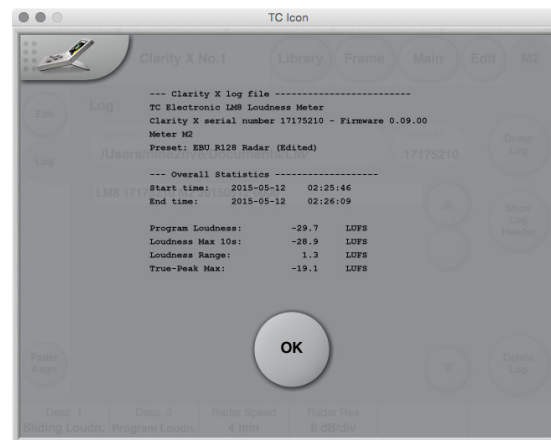 TC Icon
Clarity X No.1
Library
Frame
Main
Edit
M2
--- Clarity X log file -------------------------
TC Electronic LM8 Loudness Meter
Clarity X serial number 17175210 - Firmware 0.09.00
Meter M2
Preset: EBU R128 Radar (Edited)
--- Overall Statistics -------------------
Start time: 2015-05-12 02:25:46
End time: 2015-05-12 02:26:09
Program Loudness: -29.7 LUFS
Loudness Max 10s: -28.9 LUFS
Loudness Range: 1.3 LUFS
True-Peak Max: -19.1 LUFS
OK
Edit
Log
Log
17175210
Dump Log
Show Log Header
Fader Align
Delete Log
Desc. 1
Desc. 2
Radar Speed
Radar Res.
Sliding Loudn.
Program Loudn.
4 min
6 dB/div